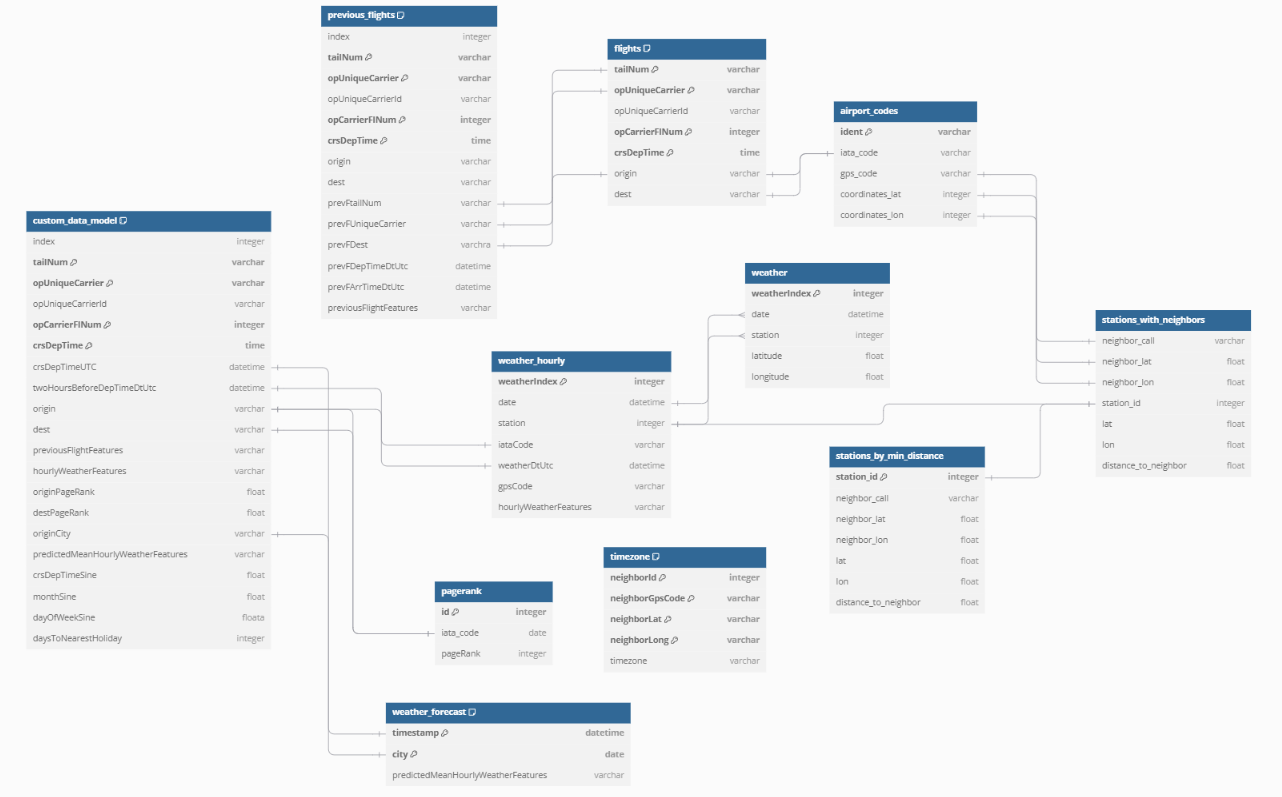 previous_flights
index integer
tailNum varchar
opUniqueCarrier varchar
opUniqueCarrierId varchar
opCarrierFlNum integer
crsDepTime time
origin varchar
dest varchar
prevFtailNum varchar
prevFUniqueCarrier varchar
prevFDest varchra
prevFDepTimeDtUtc datetime
prevFArrTimeDtUtc datetime
previousFlightFeatures varchar
flights
tailNum varchar
opUniqueCarrier varchar
opUniqueCarrierId varchar
opCarrierFlNum integer
crsDepTime time
origin varchar
dest varchar
airport_codes
ident varchar
iata_code varchar
gps_code varchar
coordinates_lat integer
coordinates_lon integer
custom_data_model
index integer
tailNum varchar
opUniqueCarrier varchar
opUniqueCarrierId varchar
opCarrierFlNum integer
crsDepTime time
crsDepTimeUTC datetime
twoHoursBeforeDepTimeDtUtc datetime
origin varchar
dest varchar
previousFlightFeatures varchar
hourlyWeatherFeatures varchar
originPageRank float
destPageRank float
originCity varchar
predictedMeanHourlyWeatherFeatures varchar
crsDepTimeSine float
monthSine float
dayOfWeekSine floata
daysToNearestHoliday integer
weather
weatherIndex integer
date datetime
station integer
latitude float
longitude float
stations_with_neighbors
neighbor_call varchar
neighbor_lat float
neighbor_lon float
station_id integer
lat float
lon float
distance_to_neighbor float
weather_hourly
weatherIndex integer
date datetime
station integer
iataCode varchar
weatherDtUtc datetime
gpsCode varchar
hourlyWeatherFeatures varchar
stations_by_min_distance
station_id integer
neighbor_call varchar
neighbor_lat float
neighbor_lon float
lat float
lon float
distance_to_neighbor float
timezone
neighborId integer
neighborGpsCode varchar
neighborLat varchar
neighborLong varchar
timezone varchar
pagerank
id integer
iata_code date
pageRank integer
weather_forecast
timestamp datetime
city date
predictedMeanHourlyWeatherFeatures varchar